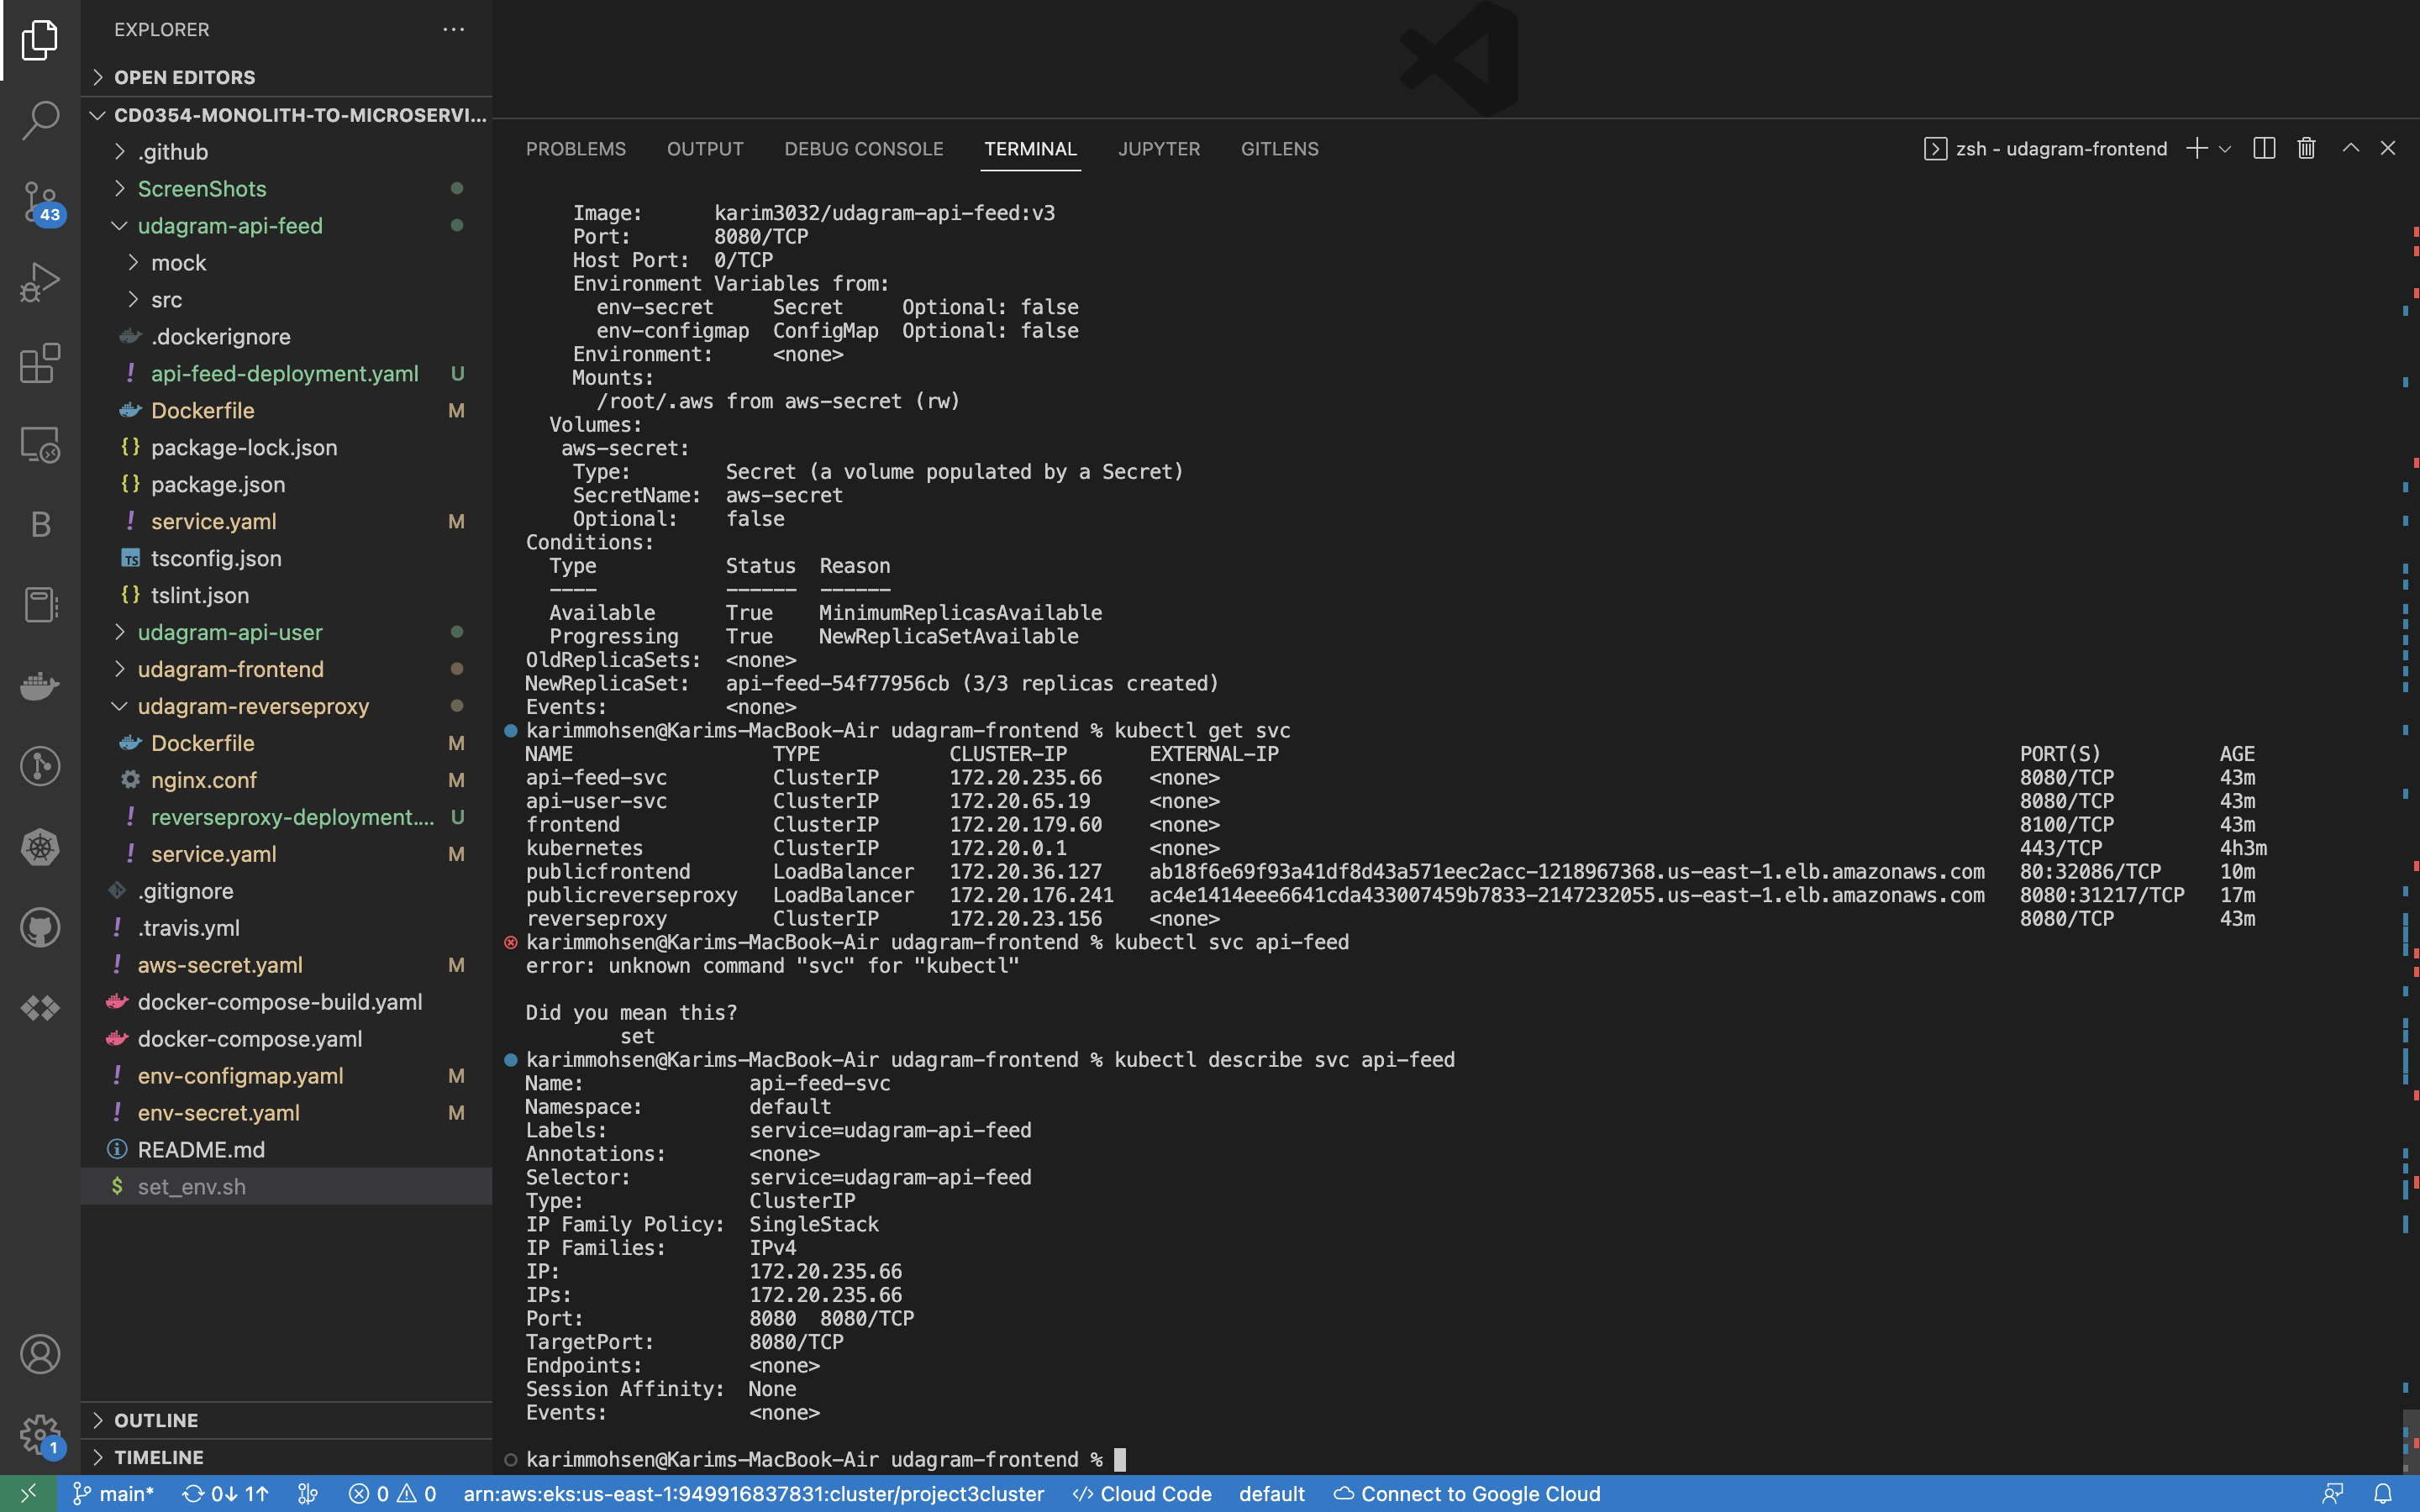 EXPLORER
OPEN EDITORS
CD0354-MONOLITH-TO-MICROSERVI...
.github
ScreenShots
udagram-api-feed
mock
src
.dockerignore
api-feed-deployment.yaml U
Dockerfile M
package-lock.json
package.json
service.yaml M
tsconfig.json
tslint.json
udagram-api-user
udagram-frontend
udagram-reverseproxy
Dockerfile M
nginx.conf M
reverseproxy-deployment.... U
service.yaml M
.gitignore
.travis.yml
aws-secret.yaml M
docker-compose-build.yaml
docker-compose.yaml
env-configmap.yaml M
env-secret.yaml M
README.md
set_env.sh
OUTLINE
TIMELINE
43
B
1
PROBLEMS OUTPUT DEBUG CONSOLE TERMINAL JUPYTER GITLENS
zsh - udagram-frontend
Image: karim3032/udagram-api-feed:v3
Port: 8080/TCP
Host Port: 0/TCP
Environment Variables from:
env-secret Secret Optional: false
env-configmap ConfigMap Optional: false
Environment: <none>
Mounts:
/root/.aws from aws-secret (rw)
Volumes:
aws-secret:
Type: Secret (a volume populated by a Secret)
SecretName: aws-secret
Optional: false
Conditions:
Type Status Reason
---- ------ ------
Available True MinimumReplicasAvailable
Progressing True NewReplicaSetAvailable
OldReplicaSets: <none>
NewReplicaSet: api-feed-54f77956cb (3/3 replicas created)
Events: <none>
karimmohsen@Karims-MacBook-Air udagram-frontend % kubectl get svc
NAME TYPE CLUSTER-IP EXTERNAL-IP PORT(S) AGE
api-feed-svc ClusterIP 172.20.235.66 <none> 8080/TCP 43m
api-user-svc ClusterIP 172.20.65.19 <none> 8080/TCP 43m
frontend ClusterIP 172.20.179.60 <none> 8100/TCP 43m
kubernetes ClusterIP 172.20.0.1 <none> 443/TCP 4h3m
publicfrontend LoadBalancer 172.20.36.127 ab18f6e69f93a41df8d43a571eec2acc-1218967368.us-east-1.elb.amazonaws.com 80:32086/TCP 10m
publicreverseproxy LoadBalancer 172.20.176.241 ac4e1414eee6641cda433007459b7833-2147232055.us-east-1.elb.amazonaws.com 8080:31217/TCP 17m
reverseproxy ClusterIP 172.20.23.156 <none> 8080/TCP 43m
karimmohsen@Karims-MacBook-Air udagram-frontend % kubectl svc api-feed
error: unknown command "svc" for "kubectl"
Did you mean this?
set
karimmohsen@Karims-MacBook-Air udagram-frontend % kubectl describe svc api-feed
Name: api-feed-svc
Namespace: default
Labels: service=udagram-api-feed
Annotations: <none>
Selector: service=udagram-api-feed
Type: ClusterIP
IP Family Policy: SingleStack
IP Families: IPv4
IP: 172.20.235.66
IPs: 172.20.235.66
Port: 8080 8080/TCP
TargetPort: 8080/TCP
Endpoints: <none>
Session Affinity: None
Events: <none>
karimmohsen@Karims-MacBook-Air udagram-frontend %
main* 0↓ 1↑ 0 0 arn:aws:eks:us-east-1:949916837831:cluster/project3cluster </> Cloud Code default Connect to Google Cloud